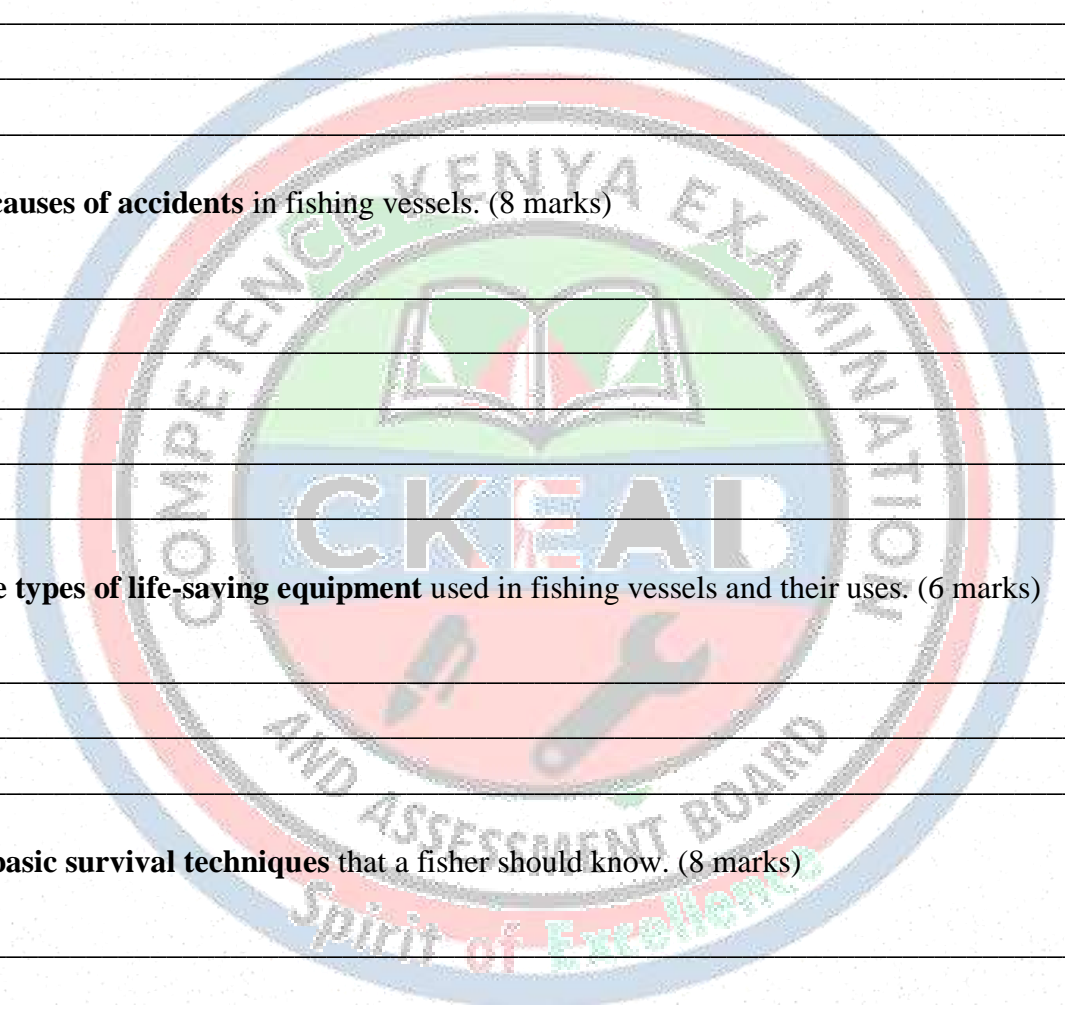 COMPETENCE KENYA EXAMINATION
causes of accidents in fishing vessels. (8 marks)
CKEAB
e types of life-saving equipment used in fishing vessels and their uses. (6 marks)
AND ASSESSMENT BOARD
basic survival techniques that a fisher should know. (8 marks)
Spirit of Excellence